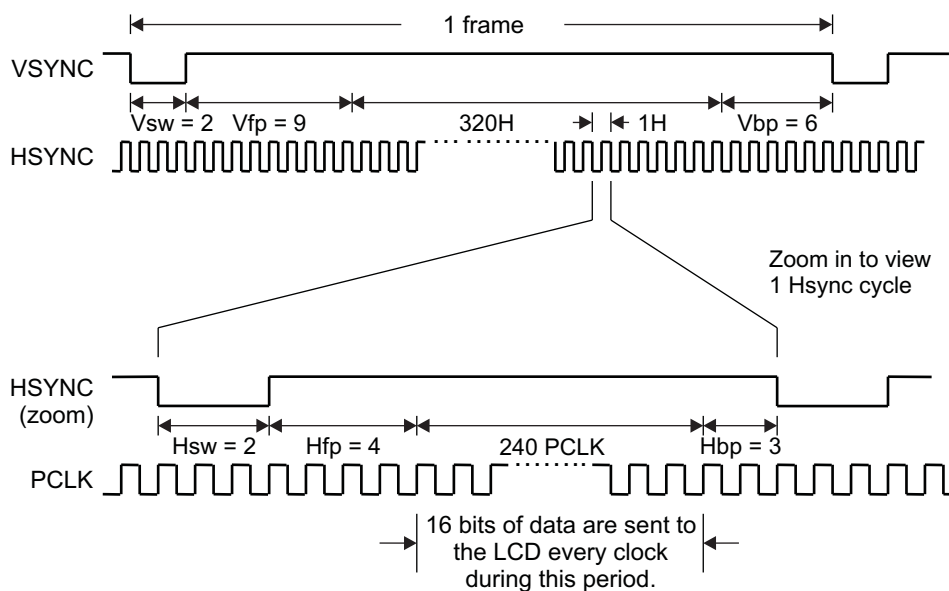 1 frame
VSYNC
Vsw = 2
Vfp = 9
320H
1H
Vbp = 6
HSYNC
Zoom in to view
1 Hsync cycle
HSYNC
(zoom)
Hsw = 2
Hfp = 4
240 PCLK
Hbp = 3
PCLK
16 bits of data are sent to
the LCD every clock
during this period.